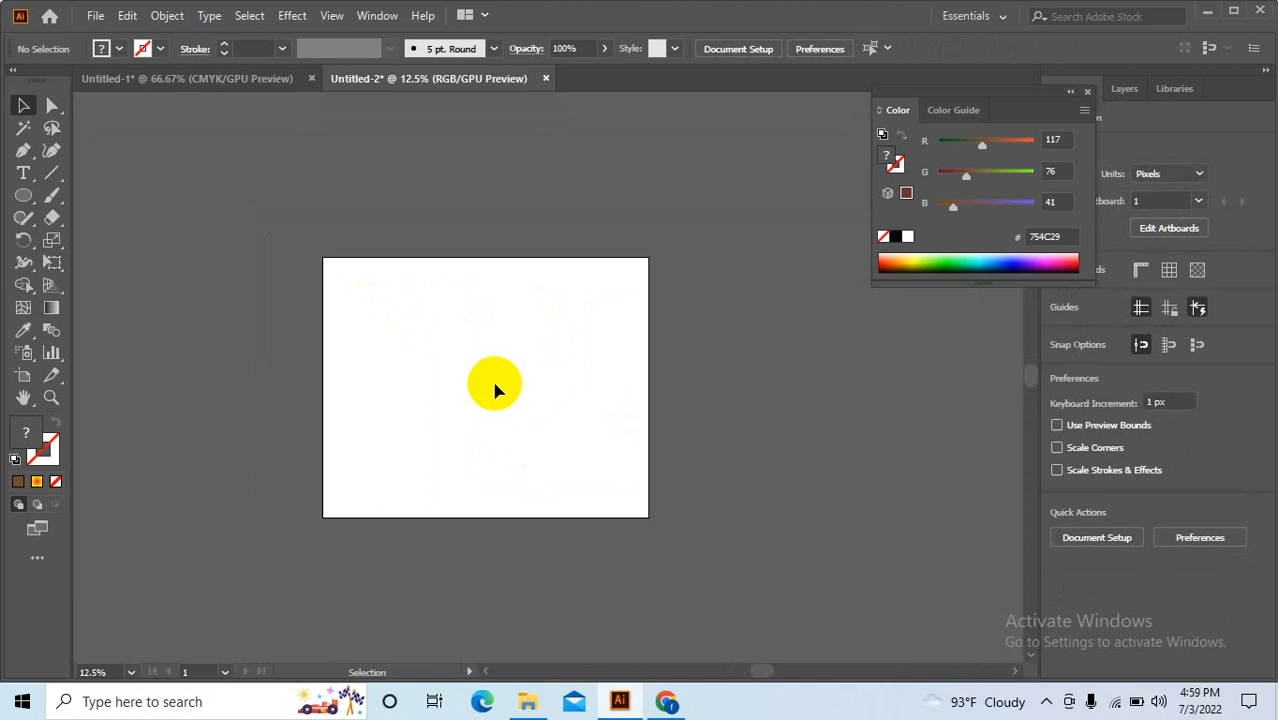 Ai File Edit Object Type Select Effect View Window Help Essentials Search Adobe Stock
No Selection ? Stroke: 5 pt. Round Opacity: 100% Style: Document Setup Preferences
Untitled-1* @ 66.67% (CMYK/GPU Preview) × Untitled-2* @ 12.5% (RGB/GPU Preview) ×
Layers Libraries
Color Color Guide
R 117
G 76
B 41
# 754C29
?
Units: Pixels
1
Edit Artboards
Guides
Snap Options
Preferences
Keyboard Increment: 1 px
Use Preview Bounds
Scale Corners
Scale Strokes & Effects
Quick Actions
Document Setup Preferences
?
Activate Windows
Go to Settings to activate Windows.
12.5% 1 Selection
Type here to search Ai 93°F Cloudy 4:59 PM
7/3/2022